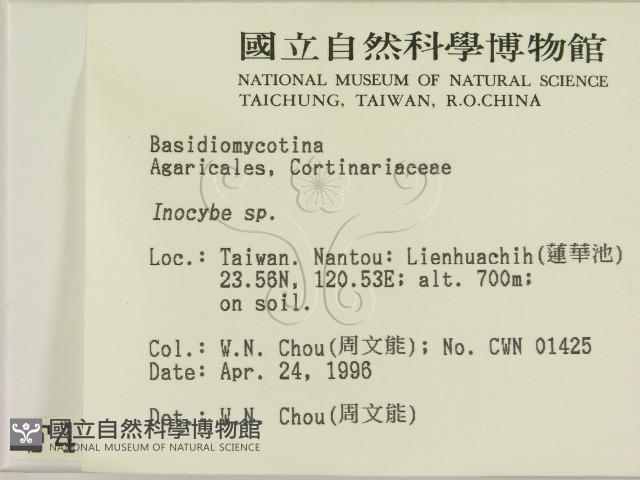 國立自然科學博物館
NATIONAL MUSEUM OF NATURAL SCIENCE
TAICHUNG, TAIWAN, R.O.CHINA
Basidiomycotina
Agaricales, Cortinariaceae
Inocybe sp.
Loc.: Taiwan. Nantou: Lienhuachih(蓮華池)
23.56N, 120.53E; alt. 700m;
on soil.
Col.: W.N. Chou(周文能); No. CWN 01425
Date: Apr. 24, 1996
Det.: W.N. Chou(周文能)
國立自然科學博物館
NATIONAL MUSEUM OF NATURAL SCIENCE